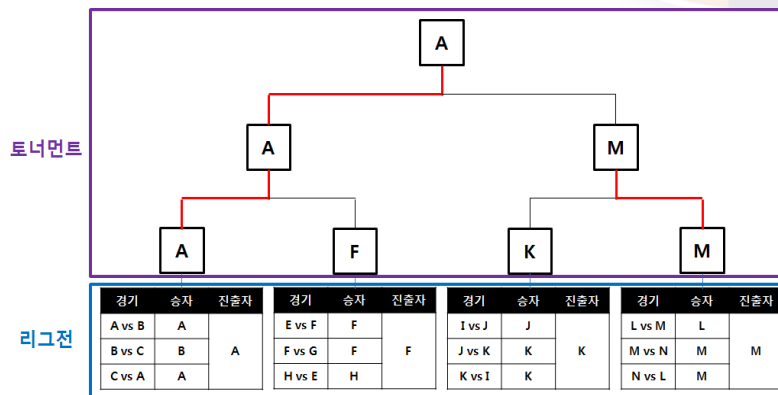 A
토너먼트
A
M
A
F
K
M
리그전
경기 승자 진출자
A vs B A
B vs C B A
C vs A A
경기 승자 진출자
E vs F F
F vs G F F
H vs E H
경기 승자 진출자
I vs J J
J vs K K K
K vs I K
경기 승자 진출자
L vs M L
M vs N M M
N vs L M